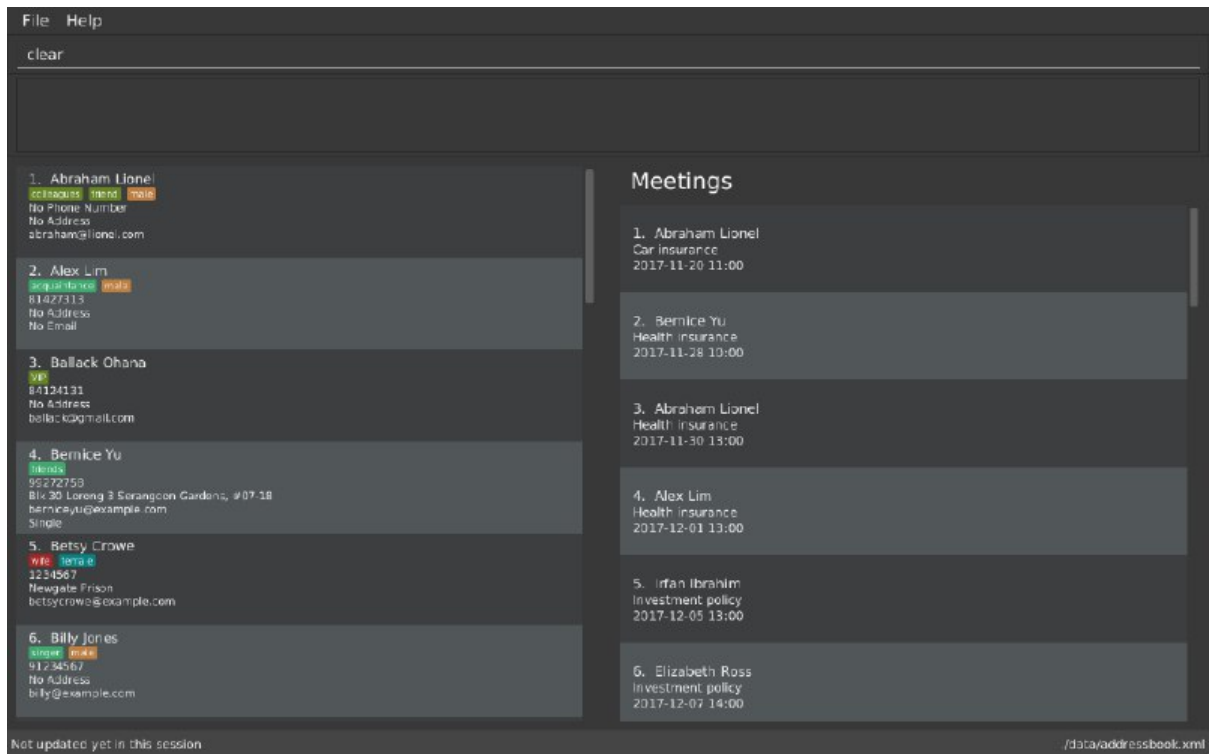 File Help
clear
1. Abraham Lionel
colleagues friend male
No Phone Number
No Address
abraham@lionel.com
2. Alex Lim
acquaintance male
81427313
No Address
No Email
3. Ballack Ohana
VIP
84124131
No Address
ballack@gmail.com
4. Bernice Yu
friends
99272758
Blk 30 Lorong 3 Serangoon Gardens, #07-18
berniceyu@example.com
Single
5. Betsy Crowe
wife female
1234567
Newgate Prison
betsycrowe@example.com
6. Billy Jones
singer male
91234567
No Address
billy@example.com
Meetings
1. Abraham Lionel
Car insurance
2017-11-20 11:00
2. Bernice Yu
Health insurance
2017-11-28 10:00
3. Abraham Lionel
Health insurance
2017-11-30 13:00
4. Alex Lim
Health insurance
2017-12-01 13:00
5. Irfan Ibrahim
Investment policy
2017-12-05 13:00
6. Elizabeth Ross
Investment policy
2017-12-07 14:00
Not updated yet in this session
./data/addressbook.xml